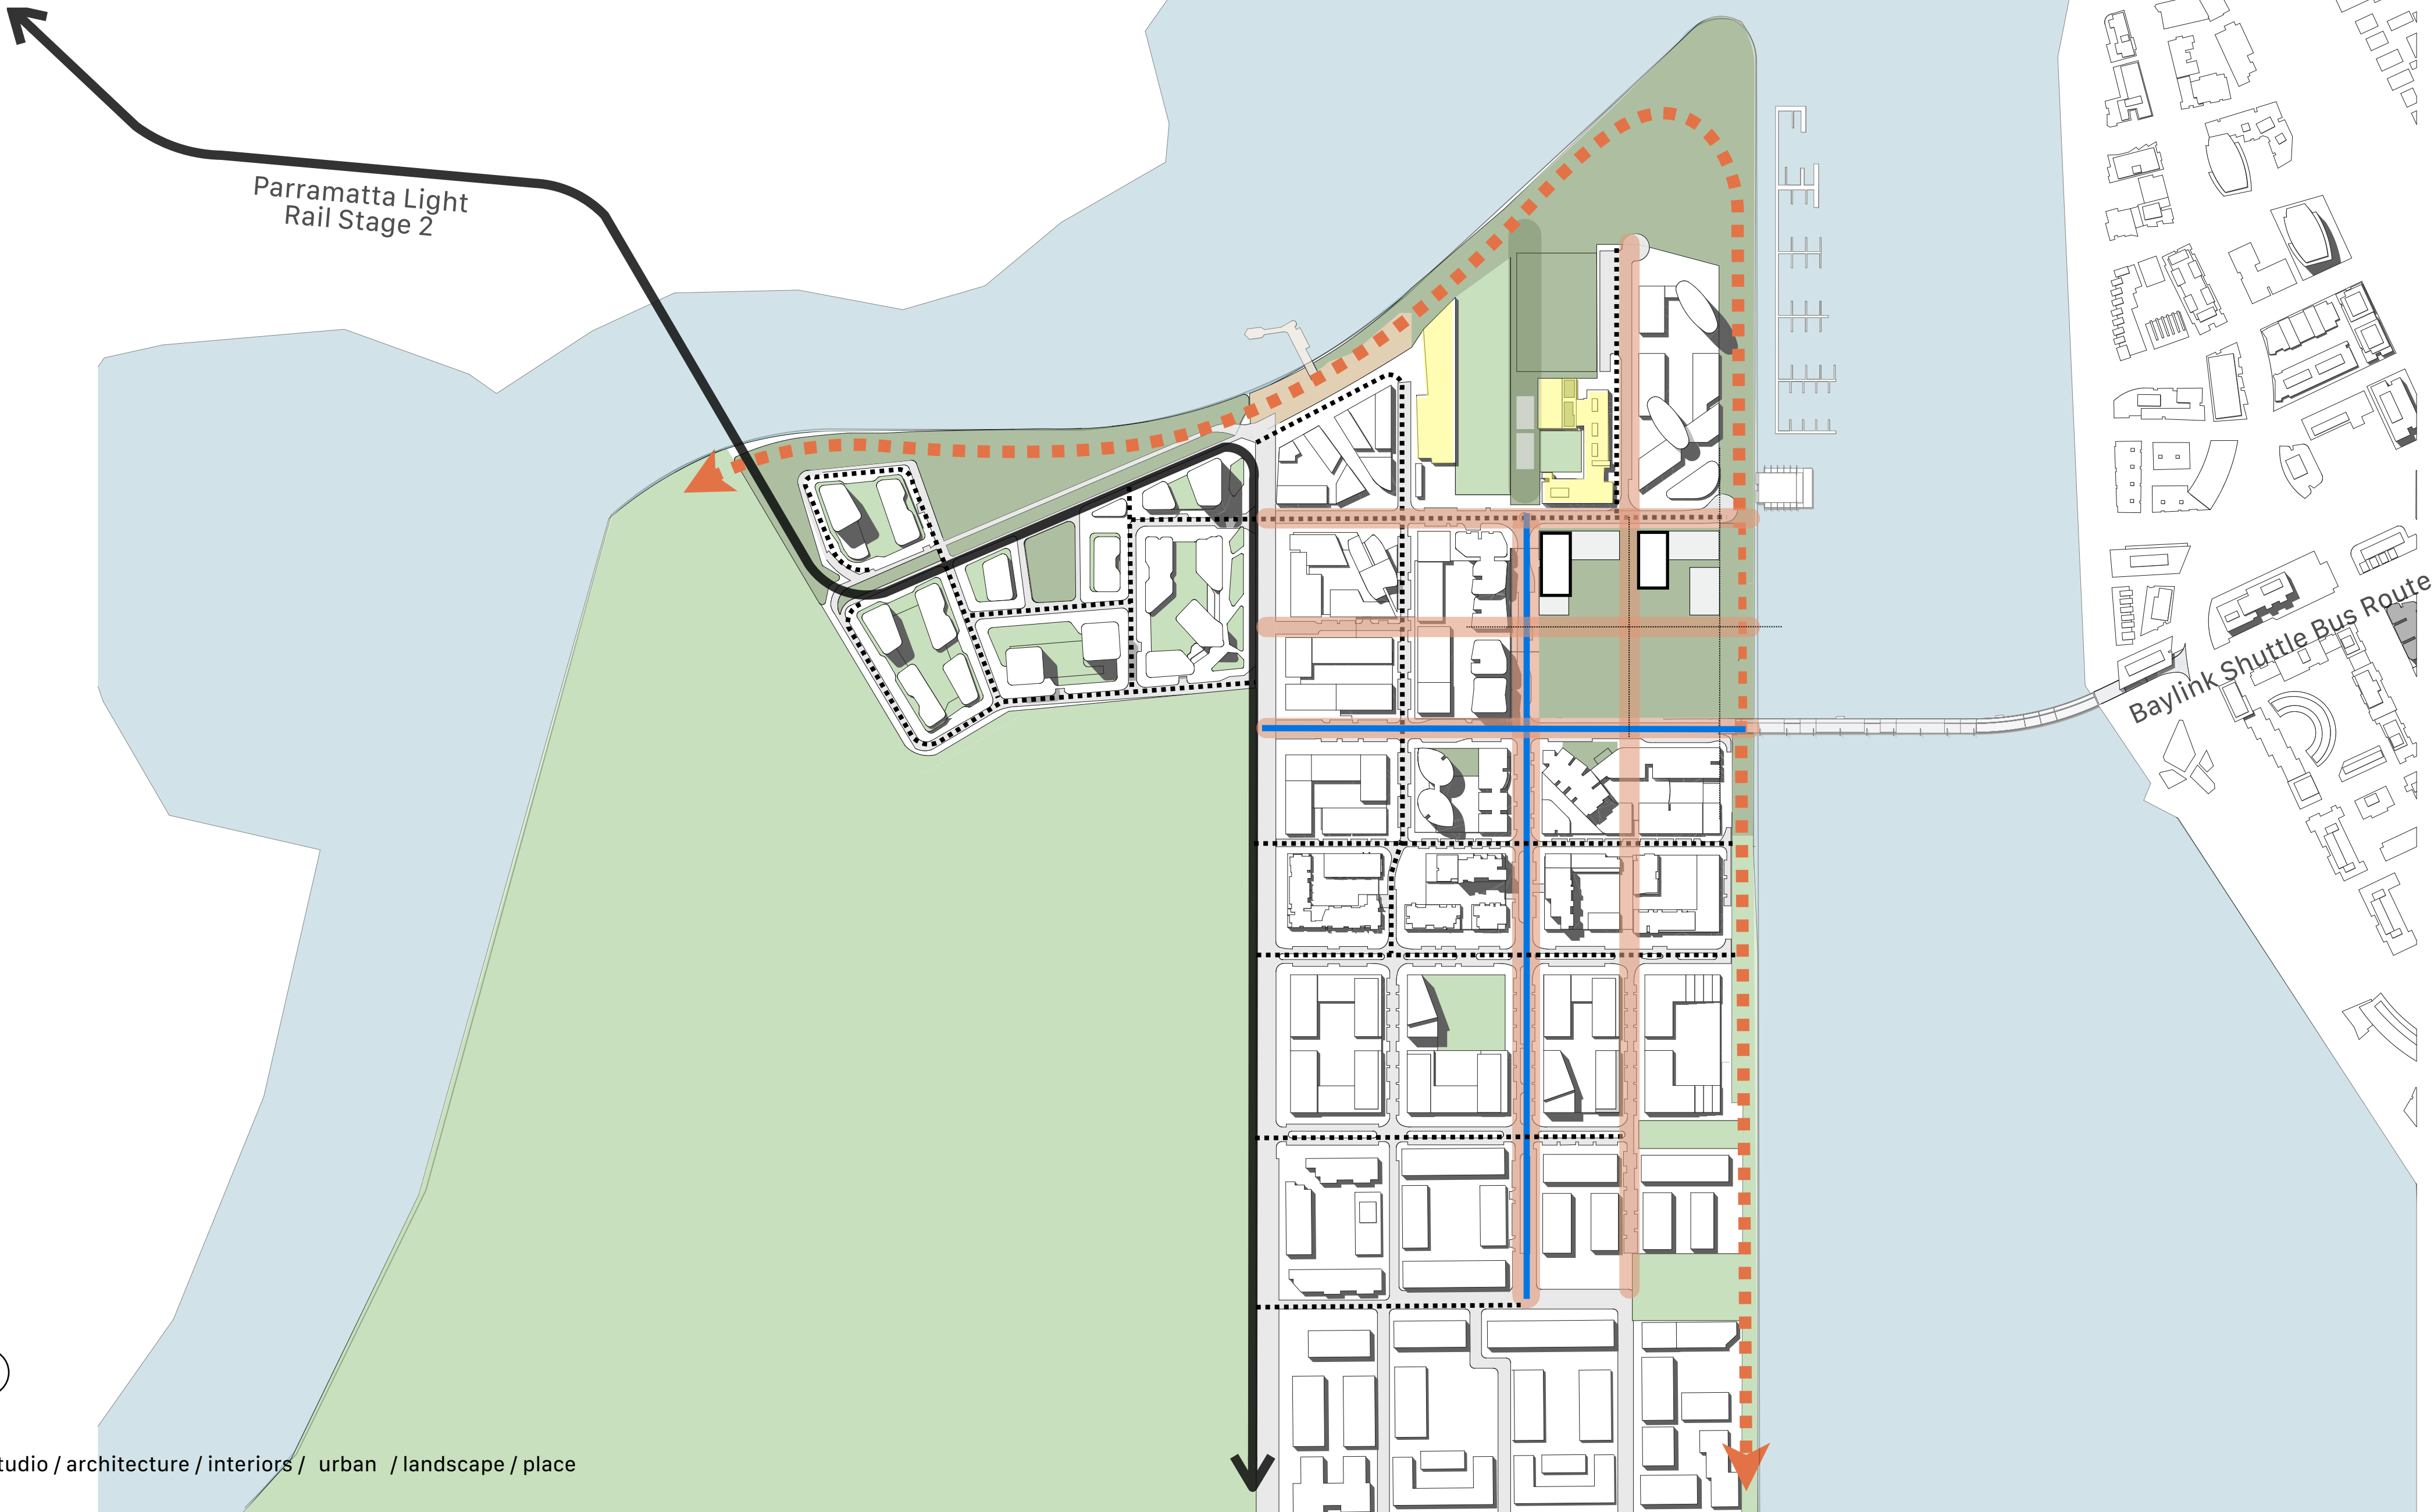 Parramatta Light
Rail Stage 2
Baylink Shuttle Bus Route
tudio / architecture / interiors / urban / landscape / place